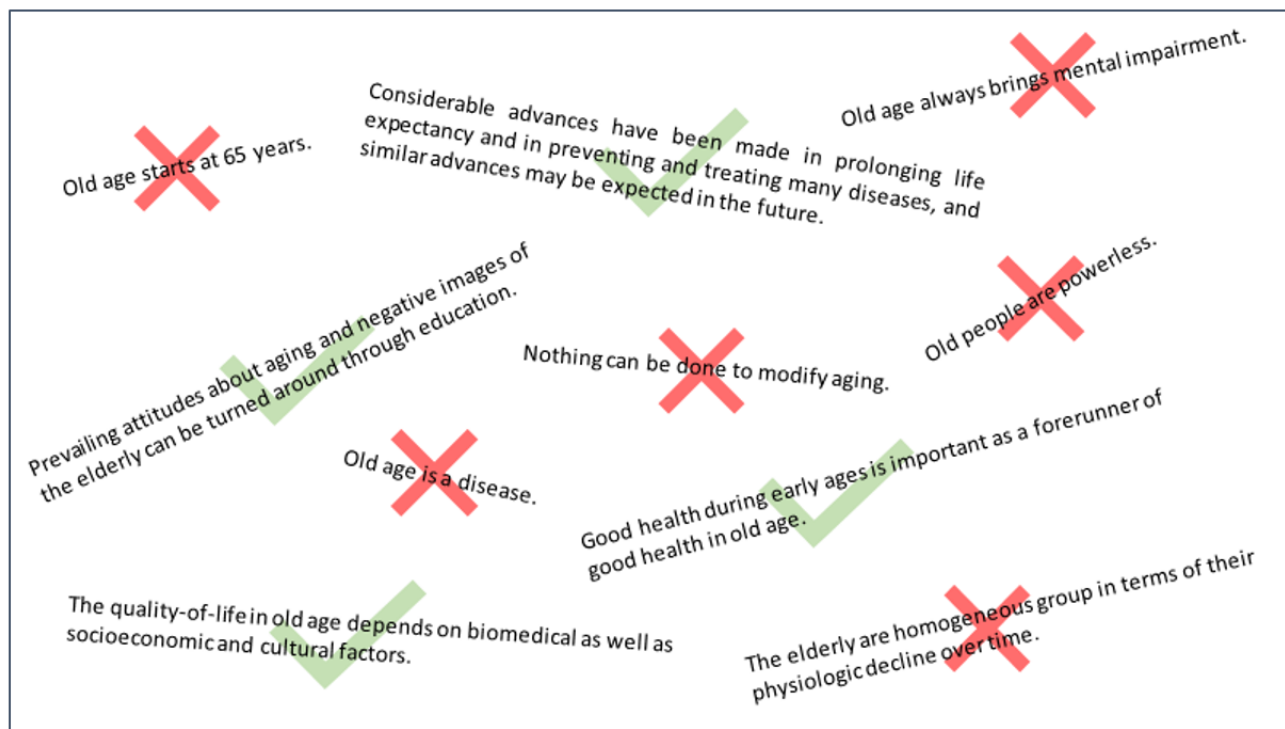 Old age always brings mental impairment.
Considerable advances have been made in prolonging life
expectancy and in preventing and treating many diseases, and
similar advances may be expected in the future.
Old age starts at 65 years.
Prevailing attitudes about aging and negative images of
the elderly can be turned around through education.
Old people are powerless.
Nothing can be done to modify aging.
Old age is a disease.
Good health during early ages is important as a forerunner of
good health in old age.
The quality-of-life in old age depends on biomedical as well as
socioeconomic and cultural factors.
The elderly are homogeneous group in terms of their
physiologic decline over time.